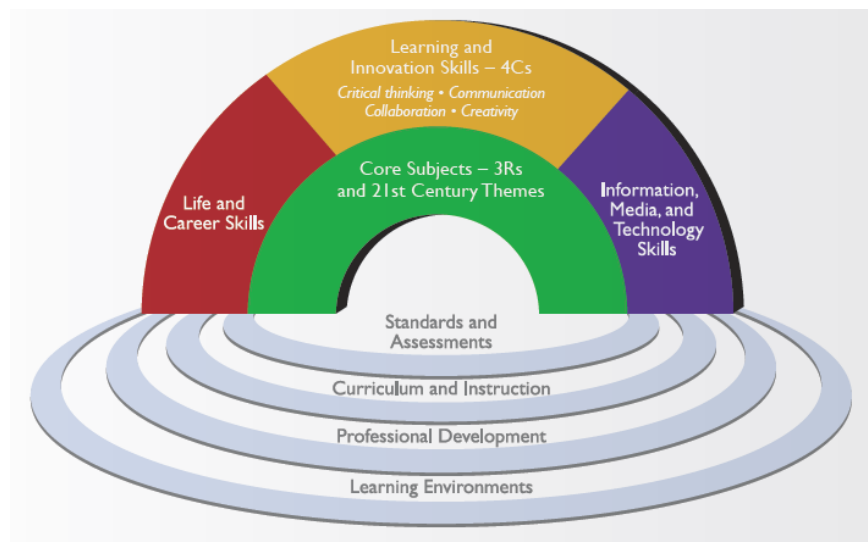 Learning and
Innovation Skills – 4Cs
Critical thinking • Communication
Collaboration • Creativity
Core Subjects – 3Rs
and 21st Century Themes
Life and
Career Skills
Information,
Media, and
Technology
Skills
Standards and
Assessments
Curriculum and Instruction
Professional Development
Learning Environments